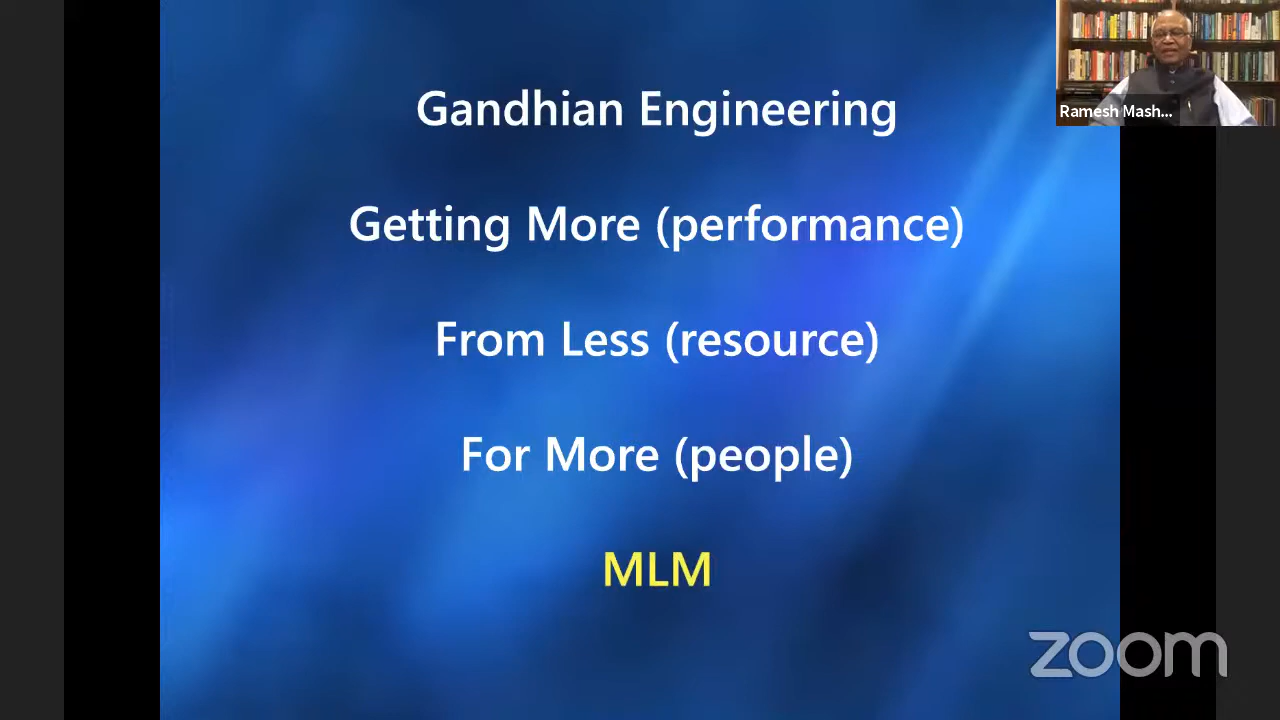 Gandhian Engineering
Getting More (performance)
From Less (resource)
For More (people)
MLM
Ramesh Mash...
zoom